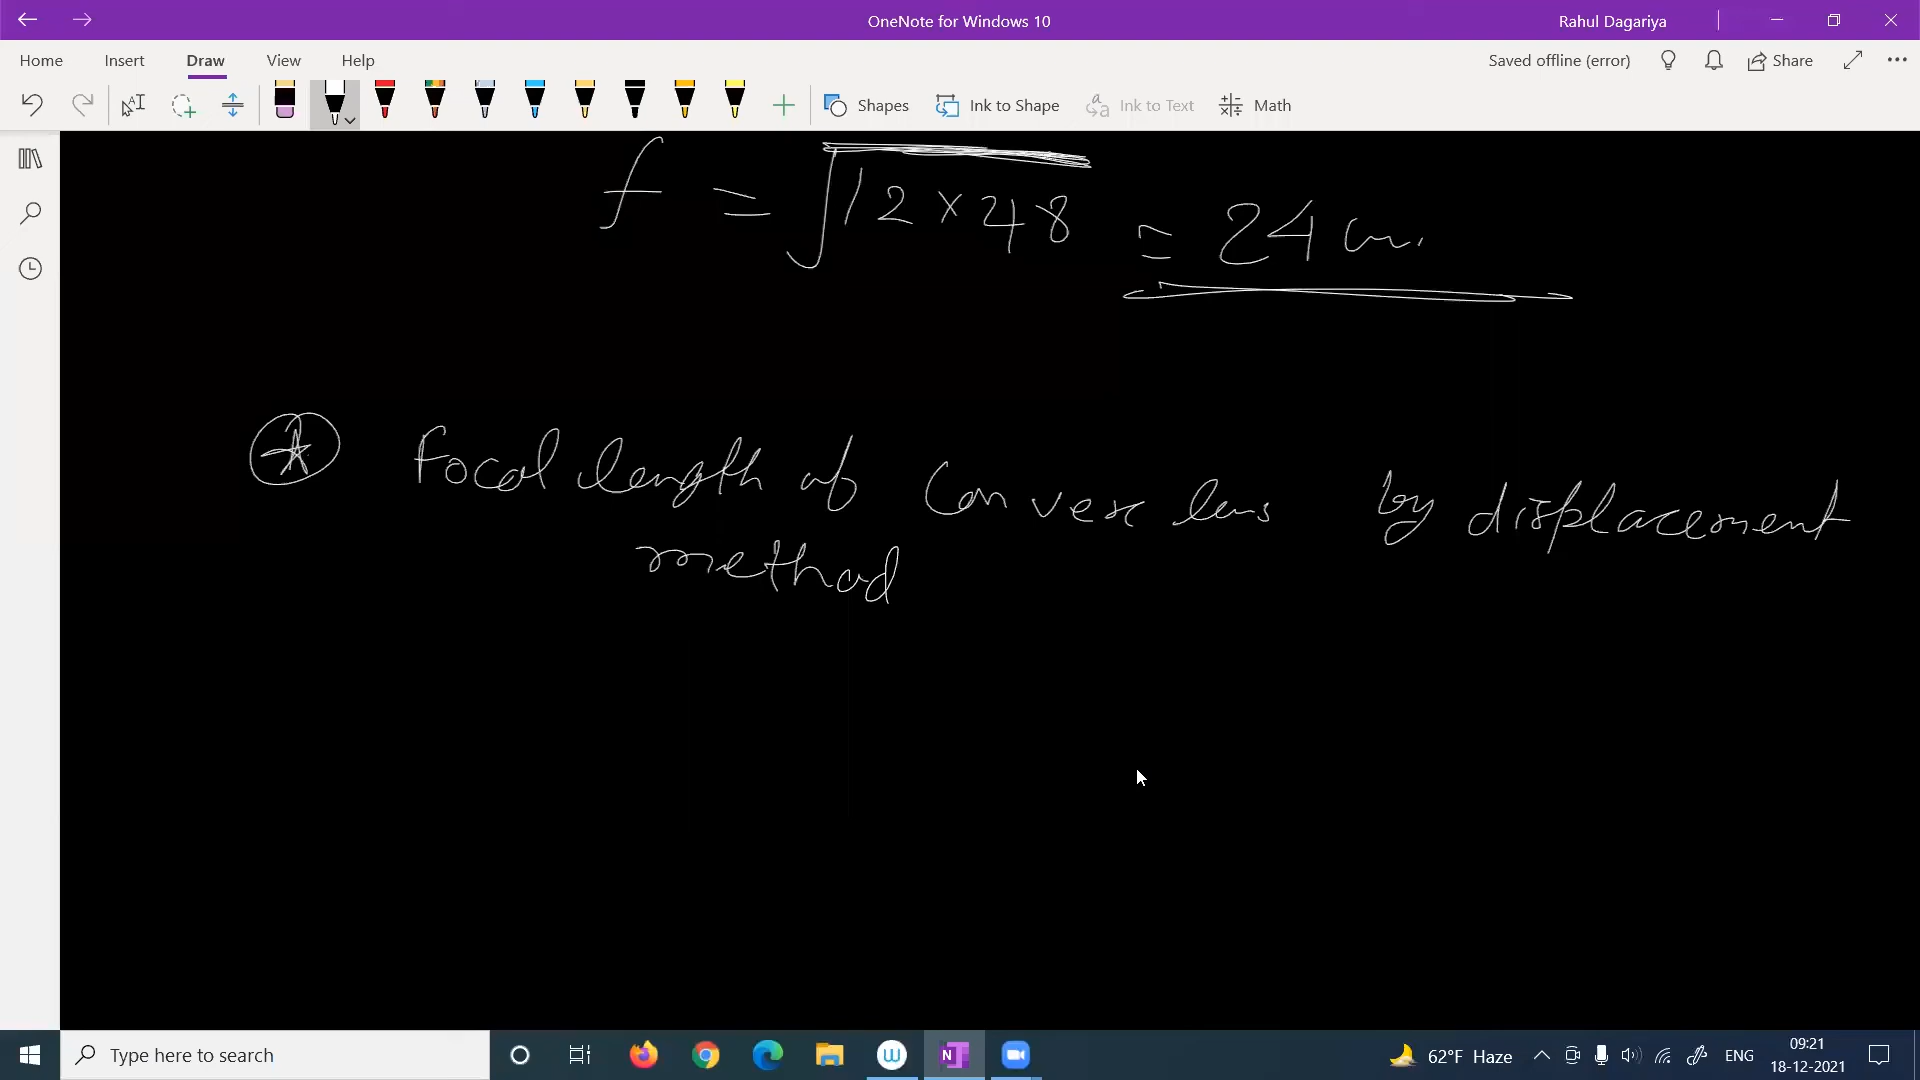 OneNote for Windows 10
Rahul Dagariya
Home Insert Draw View Help
Saved offline (error) Share
Shapes Ink to Shape Ink to Text Math
f = √12 × 48 = 24 cm.
Focal length of Convex lens by displacement
method
Type here to search
62°F Haze
ENG
09:21
18-12-2021